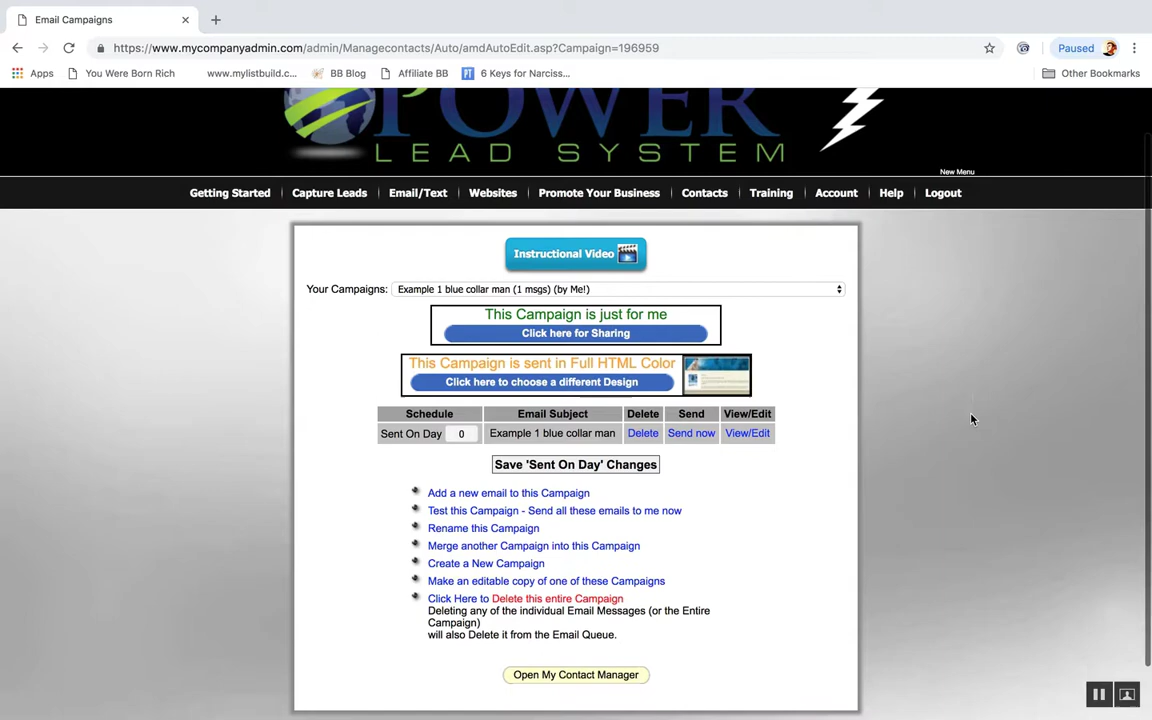 Email Campaigns
https://www.mycompanyadmin.com/admin/Managecontacts/Auto/amdAutoEdit.asp?Campaign=196959
Paused
Apps
You Were Born Rich
www.mylistbuild.c...
BB Blog
Affiliate BB
PT
6 Keys for Narciss...
Other Bookmarks
POWER
LEAD SYSTEM
New Menu
Getting Started
Capture Leads
Email/Text
Websites
Promote Your Business
Contacts
Training
Account
Help
Logout
Instructional Video
Your Campaigns: Example 1 blue collar man (1 msgs) (by Me!)
This Campaign is just for me
Click here for Sharing
This Campaign is sent in Full HTML Color
Click here to choose a different Design
Schedule Email Subject Delete Send View/Edit
Sent On Day 0 Example 1 blue collar man Delete Send now View/Edit
Save 'Sent On Day' Changes
Add a new email to this Campaign
Test this Campaign - Send all these emails to me now
Rename this Campaign
Merge another Campaign into this Campaign
Create a New Campaign
Make an editable copy of one of these Campaigns
Click Here to Delete this entire Campaign
Deleting any of the individual Email Messages (or the Entire
Campaign)
will also Delete it from the Email Queue.
Open My Contact Manager